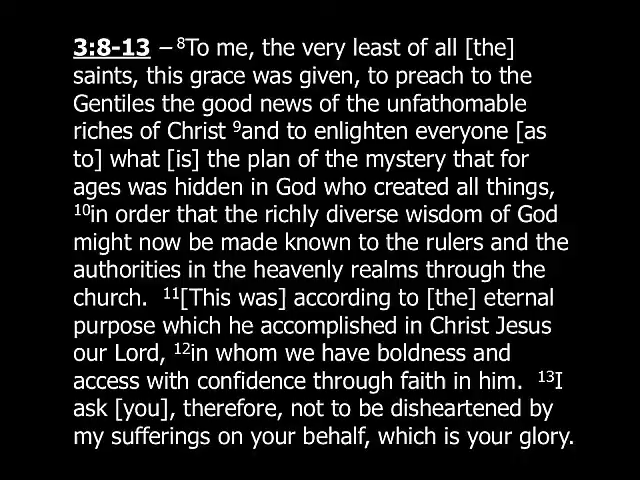 3:8-13 – ⁸To me, the very least of all [the]
saints, this grace was given, to preach to the
Gentiles the good news of the unfathomable
riches of Christ ⁹and to enlighten everyone [as
to] what [is] the plan of the mystery that for
ages was hidden in God who created all things,
¹⁰in order that the richly diverse wisdom of God
might now be made known to the rulers and the
authorities in the heavenly realms through the
church. ¹¹[This was] according to [the] eternal
purpose which he accomplished in Christ Jesus
our Lord, ¹²in whom we have boldness and
access with confidence through faith in him. ¹³I
ask [you], therefore, not to be disheartened by
my sufferings on your behalf, which is your glory.